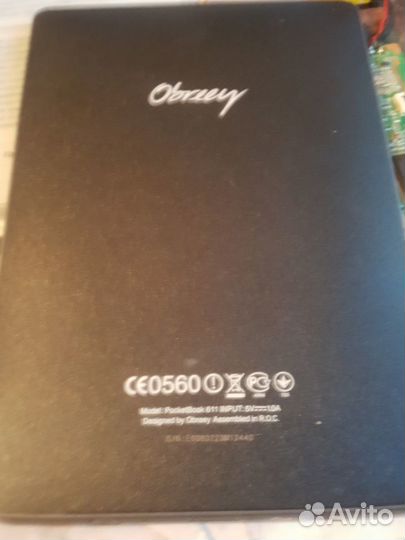 Obreey
CE0560
Model: PocketBook 611 INPUT: 5V⎓1.0A
Designed by Obreey Assembled in R.O.C.
Avito